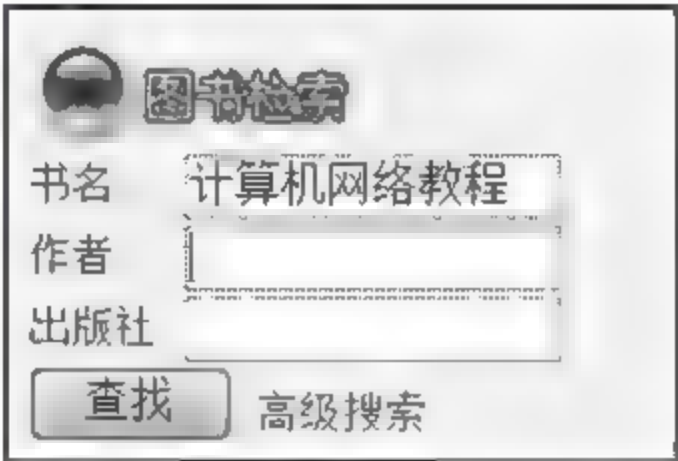 图书检索
书名 计算机网络教程
作者
出版社
查找 高级搜索